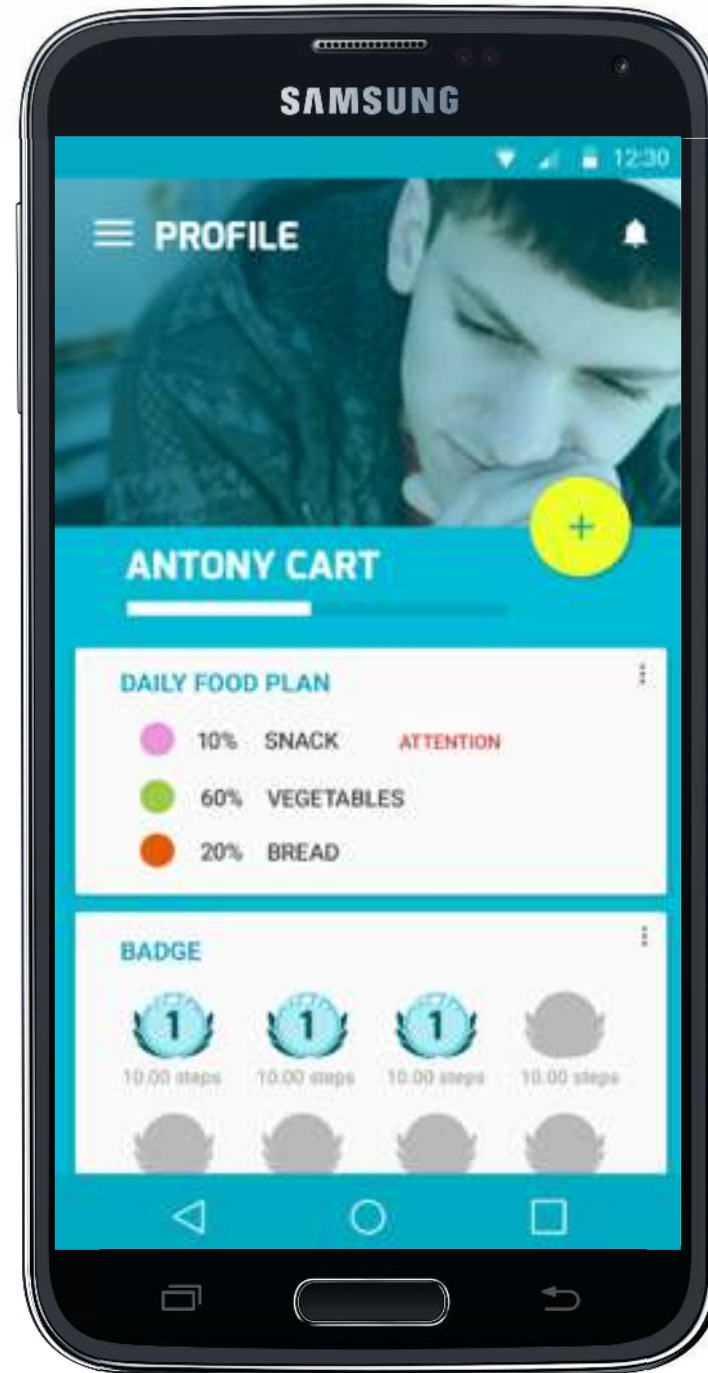 SAMSUNG
12:30
PROFILE
+
ANTONY CART
DAILY FOOD PLAN
10% SNACK ATTENTION
60% VEGETABLES
20% BREAD
BADGE
1 1 1
10.00 steps 10.00 steps 10.00 steps 10.00 steps